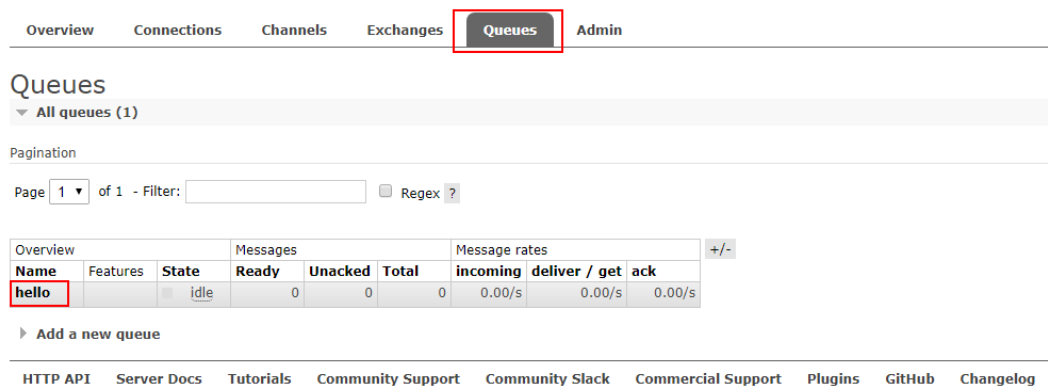 Overview Connections Channels Exchanges Queues Admin
Queues
All queues (1)
Pagination
Page 1 of 1 - Filter: Regex ?
Overview Messages Message rates +/-
Name Features State Ready Unacked Total incoming deliver / get ack
hello idle 0 0 0 0.00/s 0.00/s 0.00/s
Add a new queue
HTTP API Server Docs Tutorials Community Support Community Slack Commercial Support Plugins GitHub Changelog